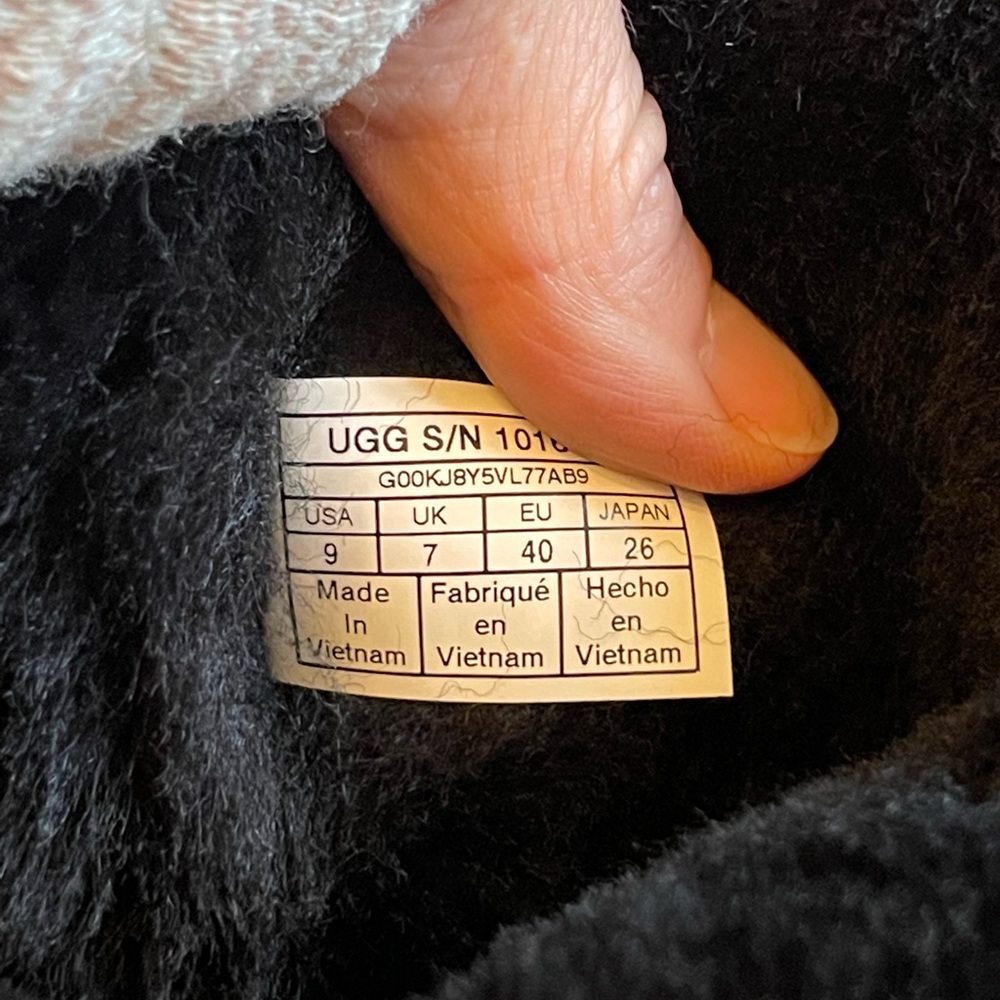 UGG S/N 101
G00KJ8Y5VL77AB9
USA UK EU JAPAN
9 7 40 26
Made Fabriqué Hecho
In en en
Vietnam Vietnam Vietnam